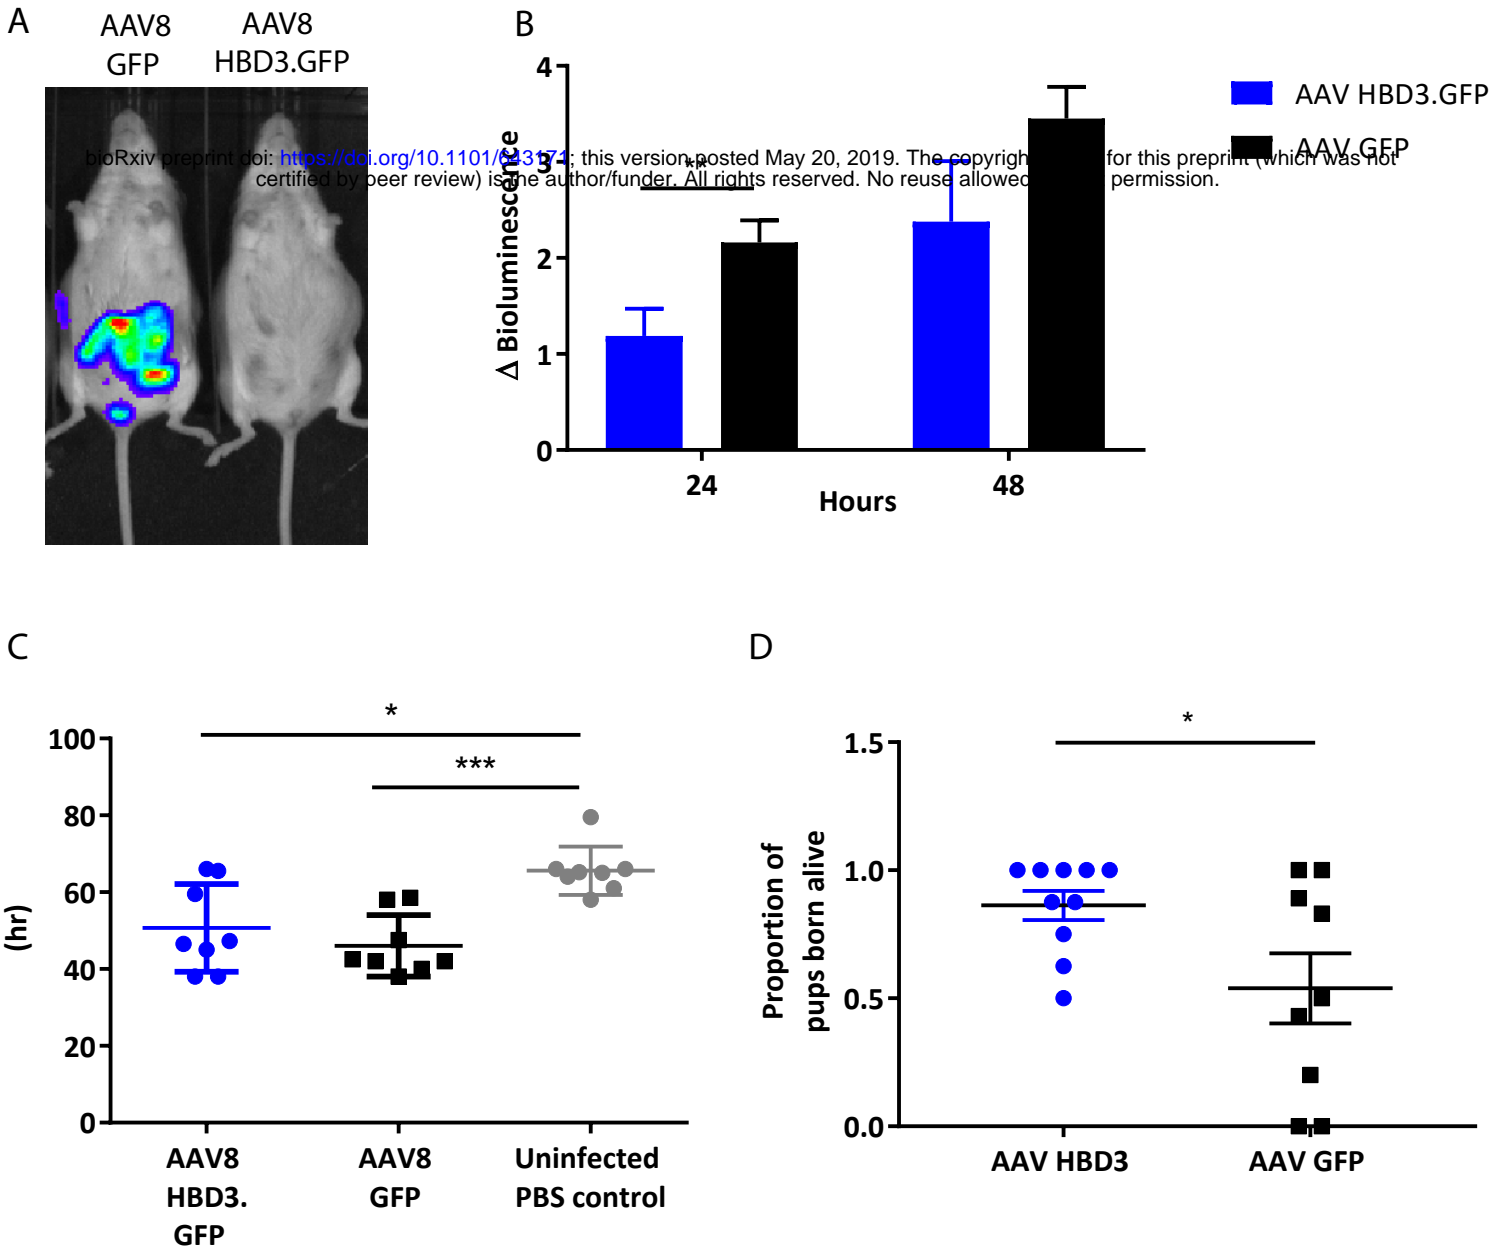 A
AAV8
GFP
AAV8
HBD3.GFP
B
4
3
2
1
0
Δ Bioluminescence
**
24
48
Hours
AAV HBD3.GFP
AAV GFP
bioRxiv preprint doi: https://doi.org/10.1101/643171; this version posted May 20, 2019. The copyrigh for this preprint (which was not
certified by peer review) is the author/funder. All rights reserved. No reuse allowed permission.
C
100
80
60
40
20
0
(hr)
*
***
AAV8
HBD3.
GFP
AAV8
GFP
Uninfected
PBS control
D
1.5
1.0
0.5
0.0
Proportion of
pups born alive
*
AAV HBD3
AAV GFP